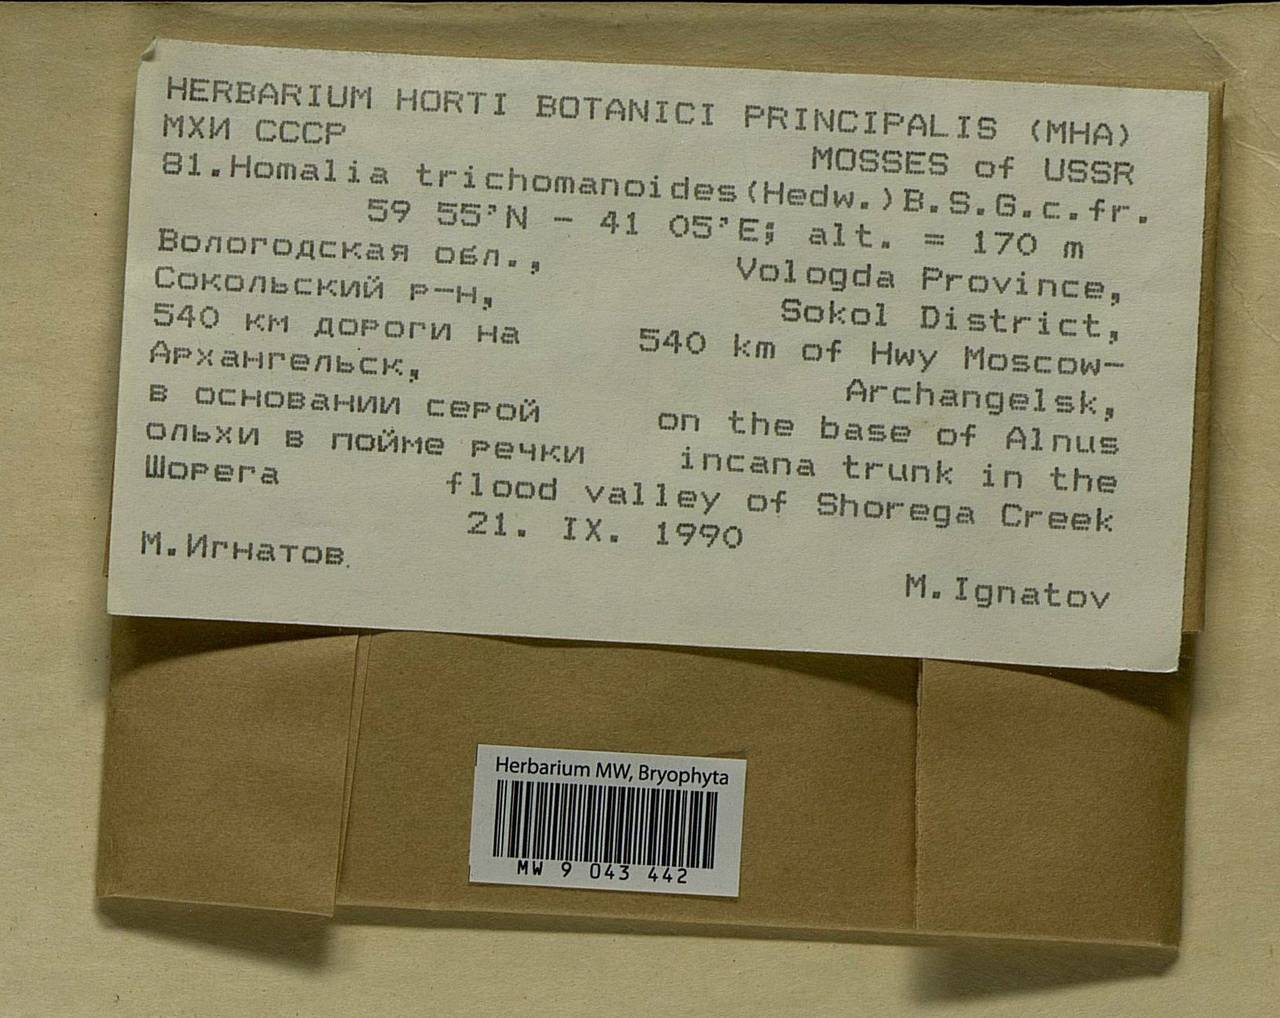 HERBARIUM HORTI BOTANICI PRINCIPALIS (MHA)
МХИ СССР MOSSES of USSR
81.Homalia trichomanoides(Hedw.)B.S.G.c.fr.
59 55'N - 41 05'E; alt. = 170 m
Вологодская обл., Vologda Province,
Сокольский р-н, Sokol District,
540 км дороги на 540 km of Hwy Moscow-
Архангельск, Archangelsk,
в основании серой on the base of Alnus
ольхи в пойме речки incana trunk in the
Шорега flood valley of Shorega Creek
21. IX. 1990
М.Игнатов M.Ignatov
Herbarium MW, Bryophyta
MW 9 043 442